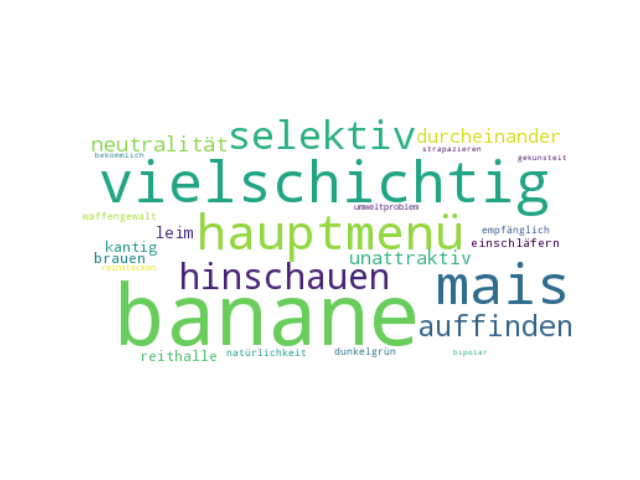 selektiv
durcheinander
neutralität
strapazieren
bekömmlich
gekünstelt
vielschichtig
umweltproblem
waffengewalt
hauptmenü
leim
empfänglich
einschläfern
kantig
brauen
unattraktiv
reinstecken
hinschauen
mais
banane
auffinden
reithalle
natürlichkeit
dunkelgrün
bipolar